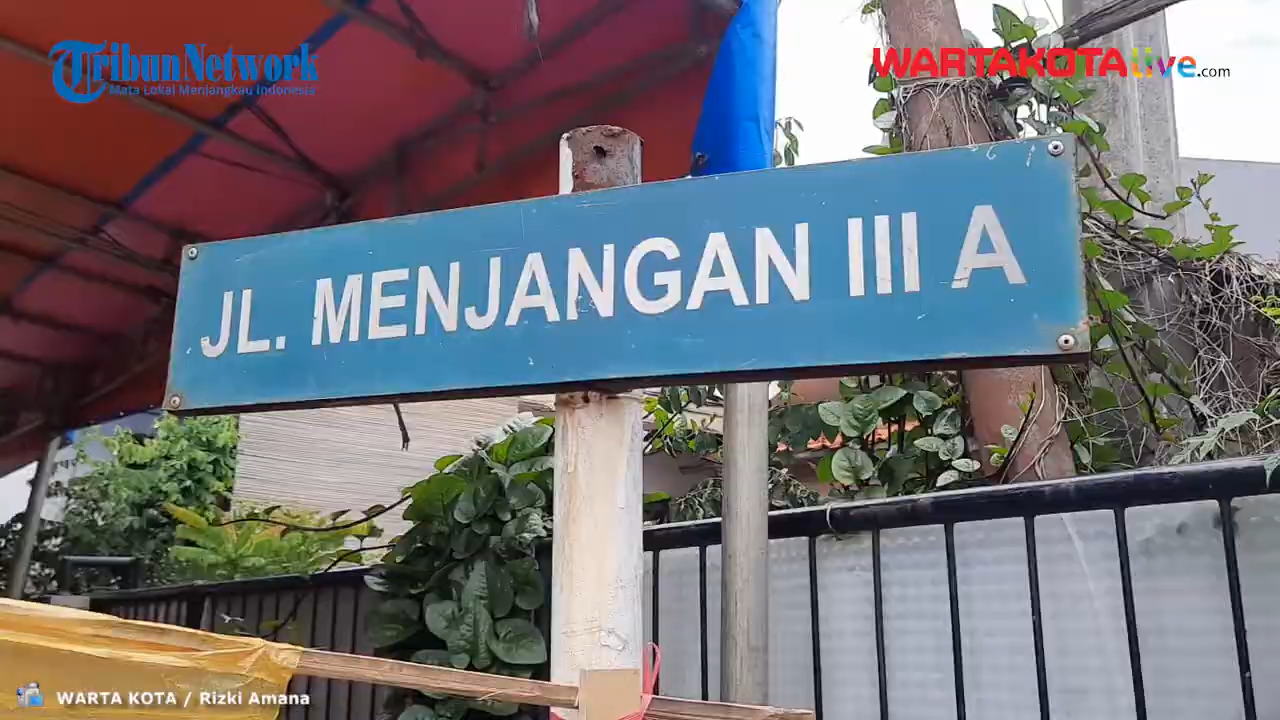 TribunNetwork
Mata Lokal Menjangkau Indonesia
WARTAKOTAlive.com
JL. MENJANGAN III A
WARTA KOTA / Rizki Amana